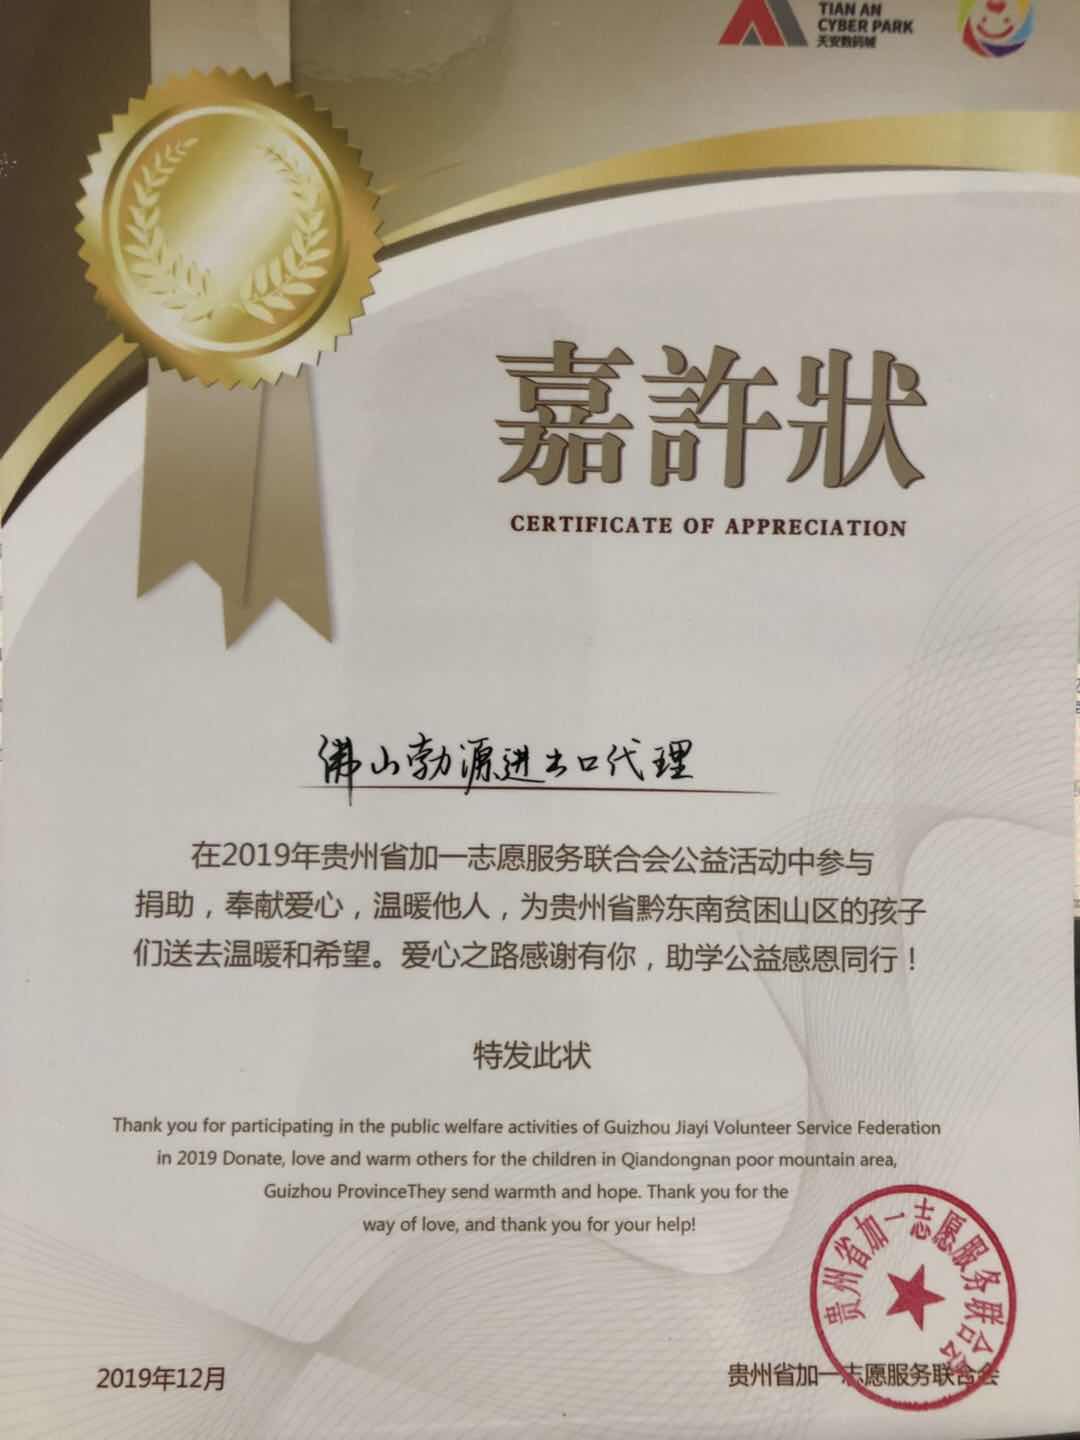 TIAN AN
CYBER PARK
天安数码城
嘉許狀
CERTIFICATE OF APPRECIATION
佛山勃源进出口代理
在2019年贵州省加一志愿服务联合会公益活动中参与
捐助，奉献爱心，温暖他人，为贵州省黔东南贫困山区的孩子
们送去温暖和希望。爱心之路感谢有你，助学公益感恩同行！
特发此状
Thank you for participating in the public welfare activities of Guizhou Jiayi Volunteer Service Federation
in 2019 Donate, love and warm others for the children in Qiandongnan poor mountain area,
Guizhou ProvinceThey send warmth and hope. Thank you for the
way of love, and thank you for your help!
贵州省加一志愿服务联合会
2019年12月
贵州省加一志愿服务联合会